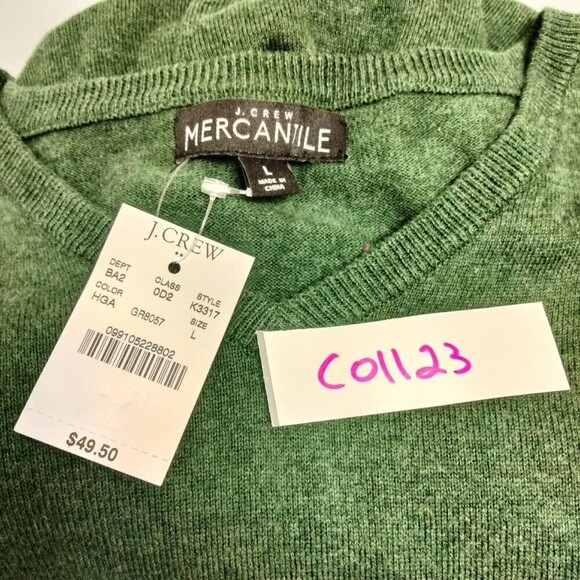 J. CREW
MERCANTILE
L
MADE IN
CHINA
J.CREW
DEPT CLASS STYLE
BA2 0D2 K3317
COLOR SIZE
HGA GR8057 L
099105228802
$49.50
CO1123